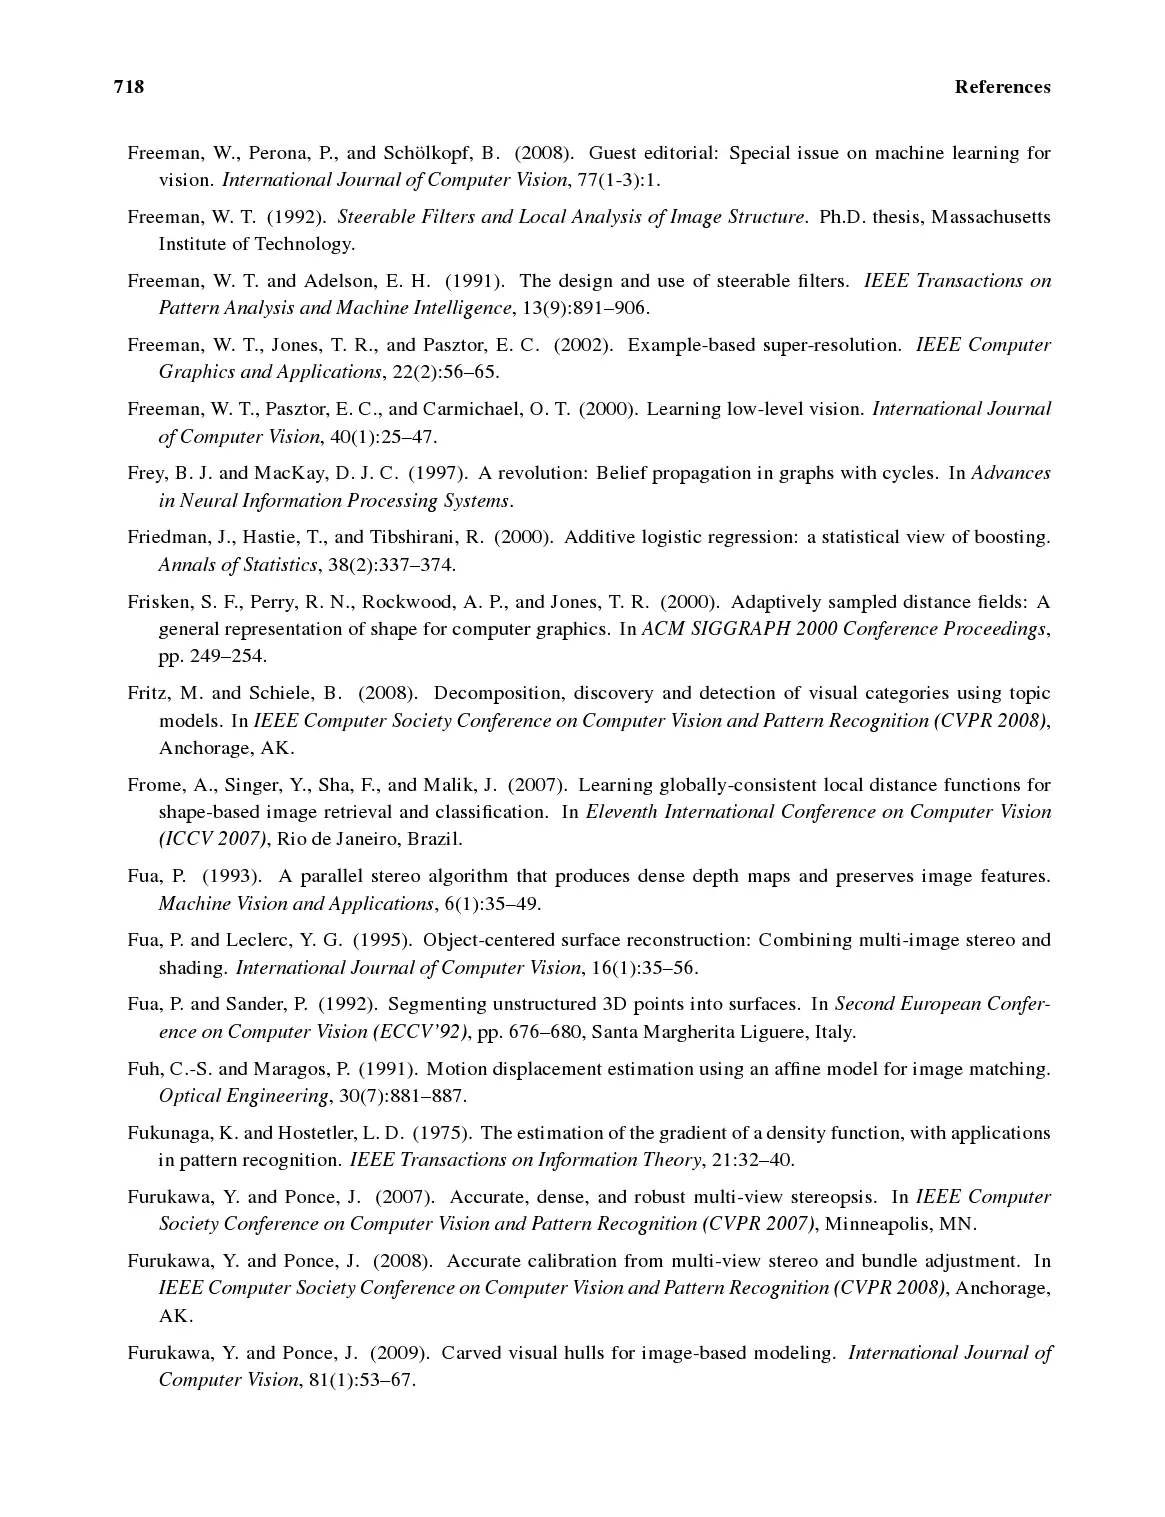 718 References
Freeman, W., Perona, P., and Schölkopf, B. (2008). Guest editorial: Special issue on machine learning for
vision. International Journal of Computer Vision, 77(1-3):1.
Freeman, W. T. (1992). Steerable Filters and Local Analysis of Image Structure. Ph.D. thesis, Massachusetts
Institute of Technology.
Freeman, W. T. and Adelson, E. H. (1991). The design and use of steerable filters. IEEE Transactions on
Pattern Analysis and Machine Intelligence, 13(9):891–906.
Freeman, W. T., Jones, T. R., and Pasztor, E. C. (2002). Example-based super-resolution. IEEE Computer
Graphics and Applications, 22(2):56–65.
Freeman, W. T., Pasztor, E. C., and Carmichael, O. T. (2000). Learning low-level vision. International Journal
of Computer Vision, 40(1):25–47.
Frey, B. J. and MacKay, D. J. C. (1997). A revolution: Belief propagation in graphs with cycles. In Advances
in Neural Information Processing Systems.
Friedman, J., Hastie, T., and Tibshirani, R. (2000). Additive logistic regression: a statistical view of boosting.
Annals of Statistics, 38(2):337–374.
Frisken, S. F., Perry, R. N., Rockwood, A. P., and Jones, T. R. (2000). Adaptively sampled distance fields: A
general representation of shape for computer graphics. In ACM SIGGRAPH 2000 Conference Proceedings,
pp. 249–254.
Fritz, M. and Schiele, B. (2008). Decomposition, discovery and detection of visual categories using topic
models. In IEEE Computer Society Conference on Computer Vision and Pattern Recognition (CVPR 2008),
Anchorage, AK.
Frome, A., Singer, Y., Sha, F., and Malik, J. (2007). Learning globally-consistent local distance functions for
shape-based image retrieval and classification. In Eleventh International Conference on Computer Vision
(ICCV 2007), Rio de Janeiro, Brazil.
Fua, P. (1993). A parallel stereo algorithm that produces dense depth maps and preserves image features.
Machine Vision and Applications, 6(1):35–49.
Fua, P. and Leclerc, Y. G. (1995). Object-centered surface reconstruction: Combining multi-image stereo and
shading. International Journal of Computer Vision, 16(1):35–56.
Fua, P. and Sander, P. (1992). Segmenting unstructured 3D points into surfaces. In Second European Confer-
ence on Computer Vision (ECCV'92), pp. 676–680, Santa Margherita Liguere, Italy.
Fuh, C.-S. and Maragos, P. (1991). Motion displacement estimation using an affine model for image matching.
Optical Engineering, 30(7):881–887.
Fukunaga, K. and Hostetler, L. D. (1975). The estimation of the gradient of a density function, with applications
in pattern recognition. IEEE Transactions on Information Theory, 21:32–40.
Furukawa, Y. and Ponce, J. (2007). Accurate, dense, and robust multi-view stereopsis. In IEEE Computer
Society Conference on Computer Vision and Pattern Recognition (CVPR 2007), Minneapolis, MN.
Furukawa, Y. and Ponce, J. (2008). Accurate calibration from multi-view stereo and bundle adjustment. In
IEEE Computer Society Conference on Computer Vision and Pattern Recognition (CVPR 2008), Anchorage,
AK.
Furukawa, Y. and Ponce, J. (2009). Carved visual hulls for image-based modeling. International Journal of
Computer Vision, 81(1):53–67.